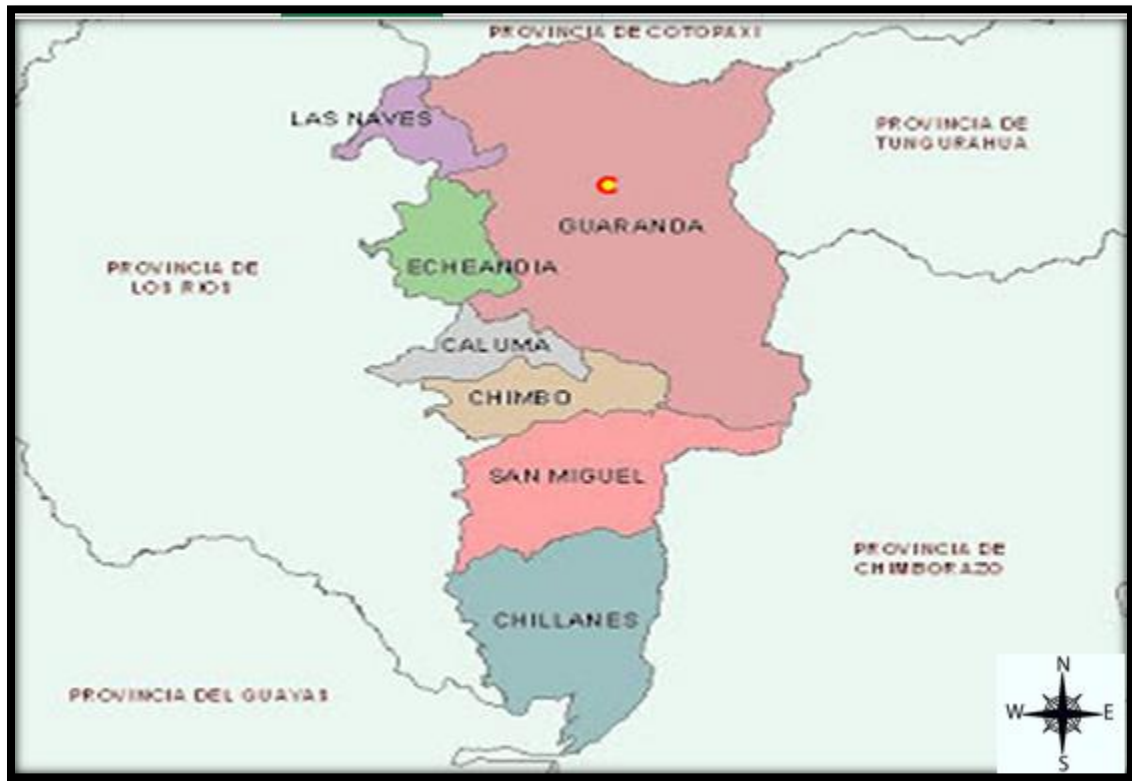 PROVINCIA DE COTOPAXI
LAS NAVES
PROVINCIA DE
TUNGURAHUA
C
GUARANDA
PROVINCIA DE
LOS RIOS
ECHEANDIA
CALUMA
CHIMBO
SAN MIGUEL
PROVINCIA DE
CHIMBORAZO
CHILLANES
PROVINCIA DEL GUAYAS
N
W E
S